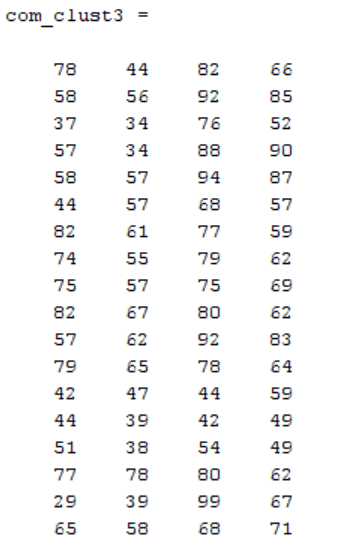 com_clust3 =
78 44 82 66
58 56 92 85
37 34 76 52
57 34 88 90
58 57 94 87
44 57 68 57
82 61 77 59
74 55 79 62
75 57 75 69
82 67 80 62
57 62 92 83
79 65 78 64
42 47 44 59
44 39 42 49
51 38 54 49
77 78 80 62
29 39 99 67
65 58 68 71